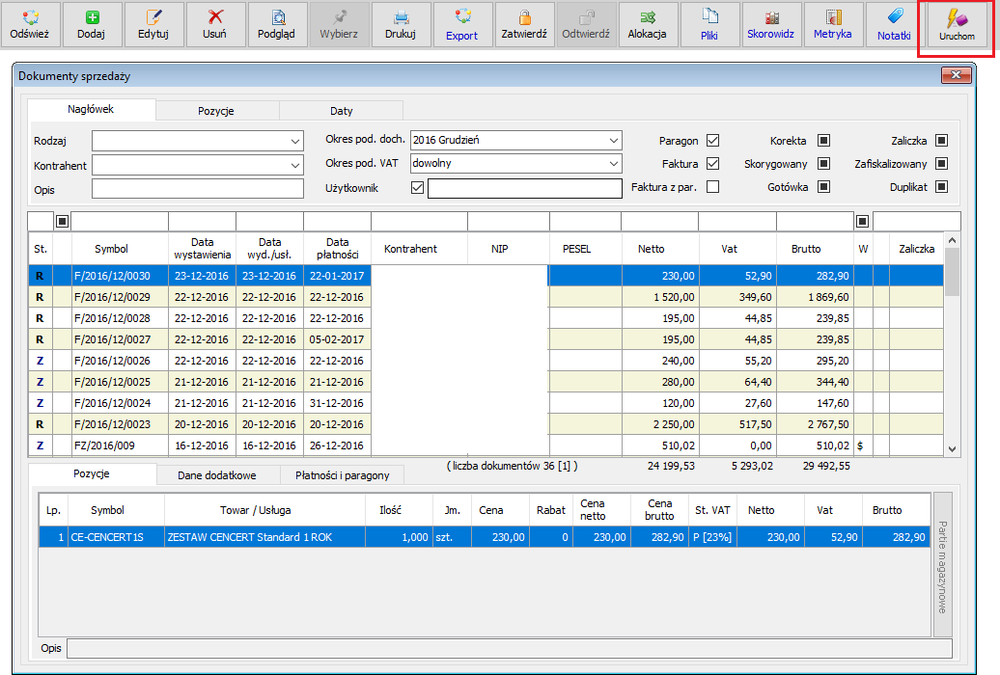 Odśwież Dodaj Edytuj Usuń Podgląd Wybierz Drukuj Export Zatwierdź Odtwierdź Alokacja Pliki Skorowidz Metryka Notatki Uruchom
Dokumenty sprzedaży
Nagłówek Pozycje Daty
Rodzaj Okres pod. doch. 2016 Grudzień Paragon Korekta Zaliczka
Kontrahent Okres pod. VAT dowolny Faktura Skorygowany Zafiskalizowany
Opis Użytkownik Faktura z par. Gotówka Duplikat
St. Symbol Data wystawienia Data wyd./usł. Data płatności Kontrahent NIP PESEL Netto Vat Brutto W Zaliczka
R F/2016/12/0030 23-12-2016 23-12-2016 22-01-2017 230,00 52,90 282,90
R F/2016/12/0029 22-12-2016 22-12-2016 22-12-2016 1 520,00 349,60 1 869,60
R F/2016/12/0028 22-12-2016 22-12-2016 22-12-2016 195,00 44,85 239,85
R F/2016/12/0027 22-12-2016 22-12-2016 05-02-2017 195,00 44,85 239,85
Z F/2016/12/0026 22-12-2016 22-12-2016 22-12-2016 240,00 55,20 295,20
Z F/2016/12/0025 21-12-2016 21-12-2016 21-12-2016 280,00 64,40 344,40
Z F/2016/12/0024 21-12-2016 21-12-2016 31-12-2016 120,00 27,60 147,60
R F/2016/12/0023 20-12-2016 20-12-2016 20-12-2016 2 250,00 517,50 2 767,50
Z FZ/2016/009 16-12-2016 16-12-2016 26-12-2016 510,02 0,00 510,02 $
( liczba dokumentów 36 [1] ) 24 199,53 5 293,02 29 492,55
Pozycje Dane dodatkowe Płatności i paragony
Lp. Symbol Towar / Usługa Ilość Jm. Cena Rabat Cena netto Cena brutto St. VAT Netto Vat Brutto
1 CE-CENCERT1S ZESTAW CENCERT Standard 1 ROK 1,000 szt. 230,00 0 230,00 282,90 P [23%] 230,00 52,90 282,90
Partie magazynowe
Opis